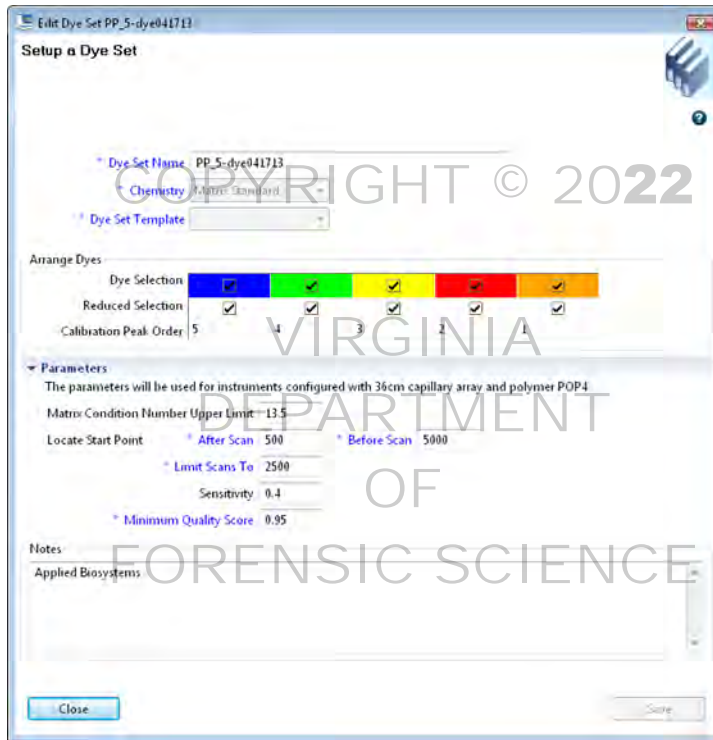 Edit Dye Set PP_5-dye041713
Setup a Dye Set
* Dye Set Name PP_5-dye041713
COPYRIGHT © 2022
* Chemistry Matrix Standard
* Dye Set Template
Arrange Dyes
Dye Selection
Reduced Selection
Calibration Peak Order 5 4 3 2 1
VIRGINIA
Parameters
The parameters will be used for instruments configured with 36cm capillary array and polymer POP4
Matrix Condition Number Upper Limit 13.5
DEPARTMENT
Locate Start Point * After Scan 500 * Before Scan 5000
* Limit Scans To 2500
Sensitivity 0.4
OF
* Minimum Quality Score 0.95
Notes
FORENSIC SCIENCE
Applied Biosystems
Close Save